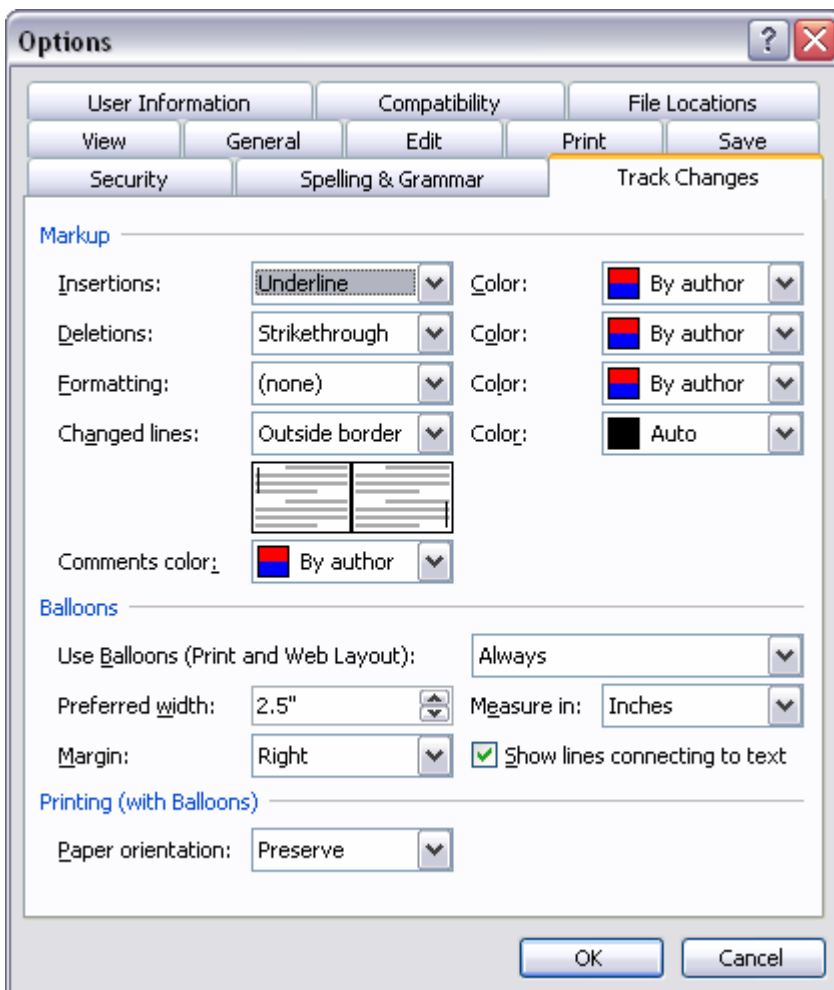 Options
User Information Compatibility File Locations
View General Edit Print Save
Security Spelling & Grammar Track Changes
Markup
Insertions: Underline Color: By author
Deletions: Strikethrough Color: By author
Formatting: (none) Color: By author
Changed lines: Outside border Color: Auto
Comments color: By author
Balloons
Use Balloons (Print and Web Layout): Always
Preferred width: 2.5" Measure in: Inches
Margin: Right Show lines connecting to text
Printing (with Balloons)
Paper orientation: Preserve
OK Cancel